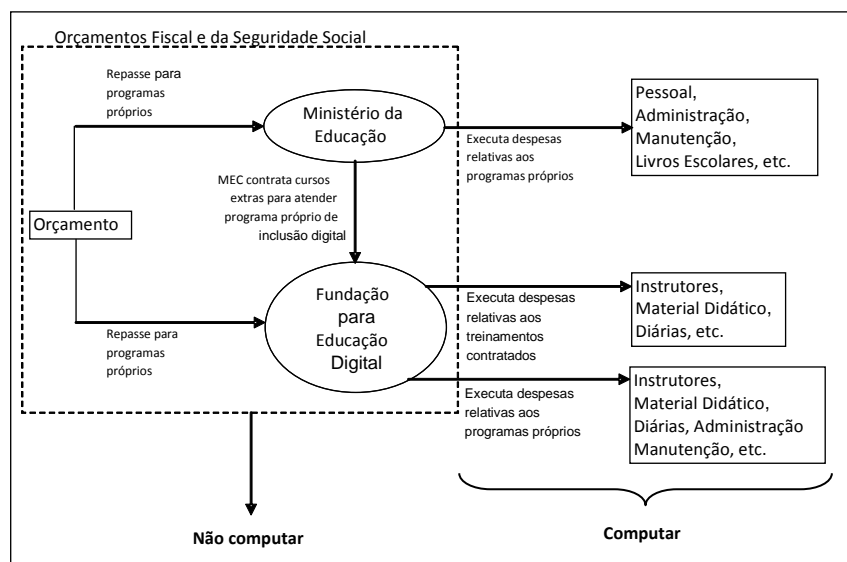 Orçamentos Fiscal e da Seguridade Social
Repasse para
programas
próprios
Ministério da
Educação
Executa despesas
relativas aos
programas próprios
Pessoal,
Administração,
Manutenção,
Livros Escolares, etc.
MEC contrata cursos
extras para atender
programa próprio de
inclusão digital
Orçamento
Repasse para
programas
próprios
Fundação
para
Educação
Digital
Executa despesas
relativas aos
treinamentos
contratados
Instrutores,
Material Didático,
Diárias, etc.
Executa despesas
relativas aos
programas próprios
Instrutores,
Material Didático,
Diárias, Administração
Manutenção, etc.
Não computar
Computar